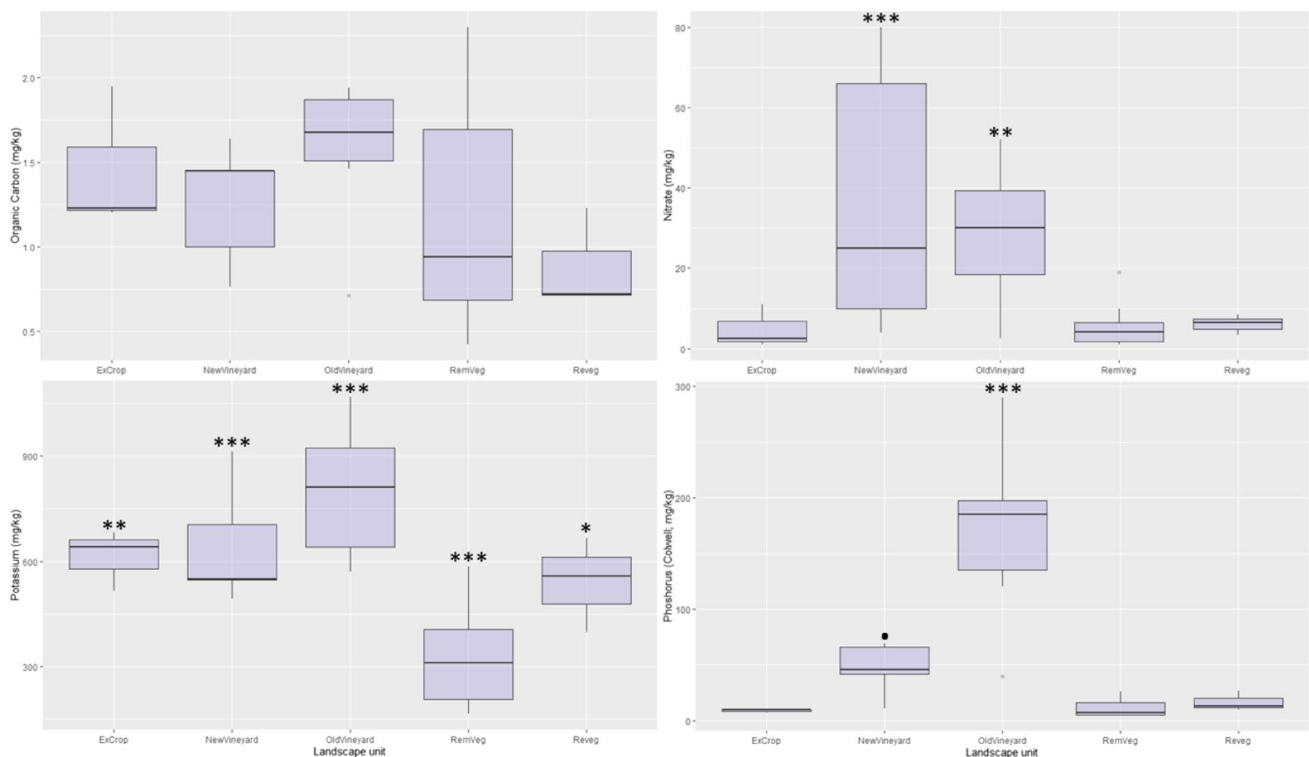 Organic Carbon (mg/kg)
2.0
1.5
1.0
0.5
ExCrop NewVineyard OldVineyard RemVeg Reveg
Nitrate (mg/kg)
80
60
40
20
0
***
**
ExCrop NewVineyard OldVineyard RemVeg Reveg
Potassium (mg/kg)
900
600
300
**
***
***
***
*
ExCrop NewVineyard OldVineyard RemVeg Reveg
Landscape unit
Phoshorus (Colwell; mg/kg)
300
200
100
0
***
ExCrop NewVineyard OldVineyard RemVeg Reveg
Landscape unit